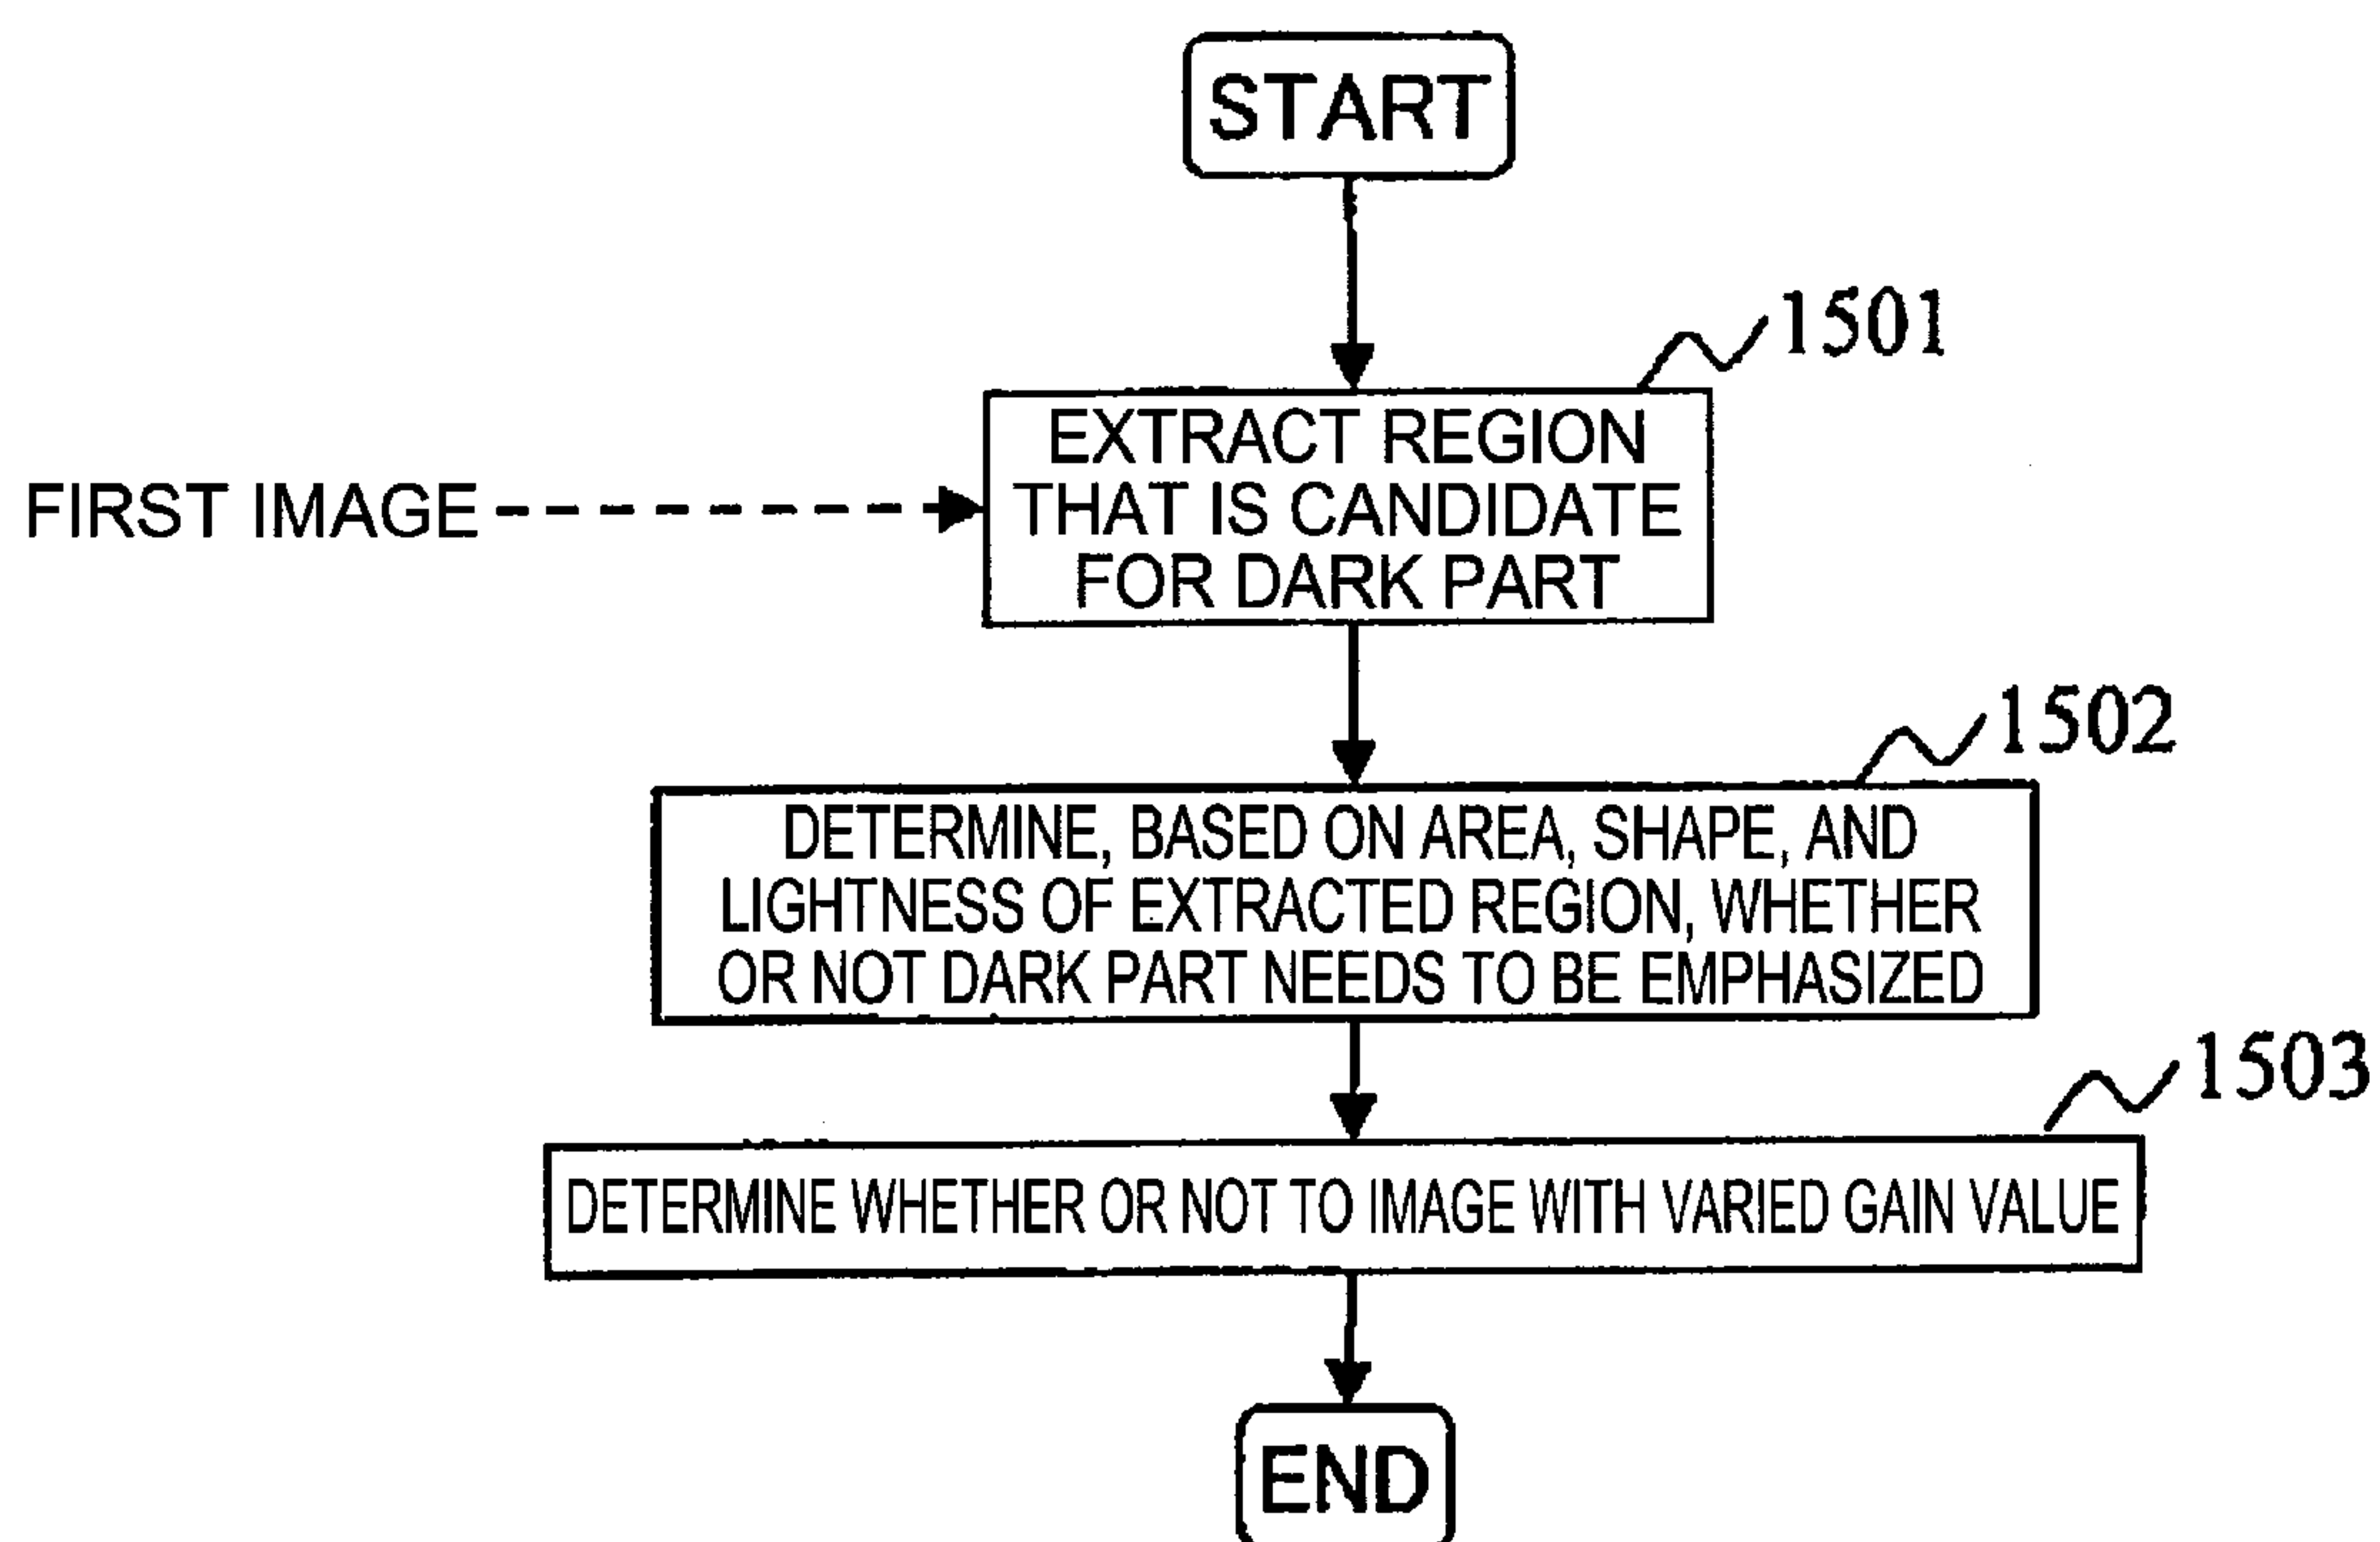 START
1501
EXTRACT REGION
THAT IS CANDIDATE
FOR DARK PART
FIRST IMAGE
1502
DETERMINE, BASED ON AREA, SHAPE, AND
LIGHTNESS OF EXTRACTED REGION, WHETHER
OR NOT DARK PART NEEDS TO BE EMPHASIZED
1503
DETERMINE WHETHER OR NOT TO IMAGE WITH VARIED GAIN VALUE
END